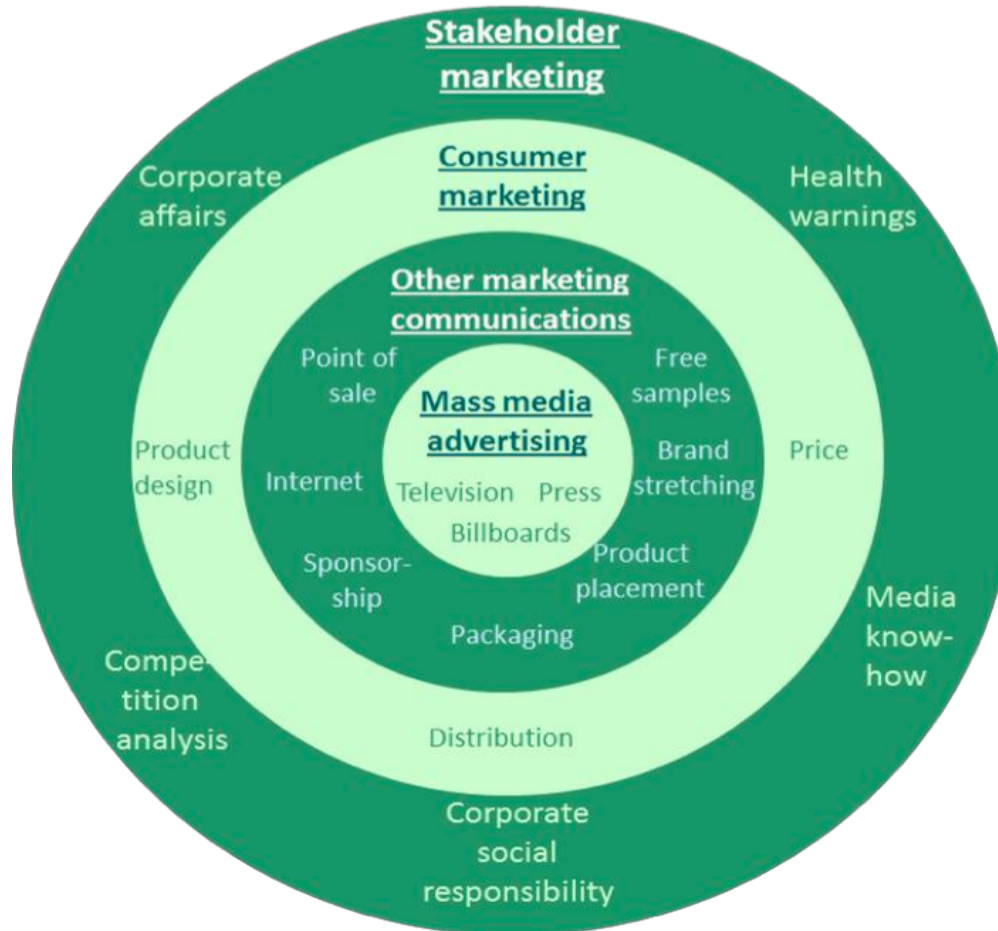 Stakeholder
marketing
Corporate
affairs
Health
warnings
Consumer
marketing
Other marketing
communications
Point of
sale
Free
samples
Mass media
advertising
Product
design
Internet
Television Press
Billboards
Brand
stretching
Price
Sponsor-
ship
Product
placement
Packaging
Media
know-
how
Compe-
tition
analysis
Distribution
Corporate
social
responsibility